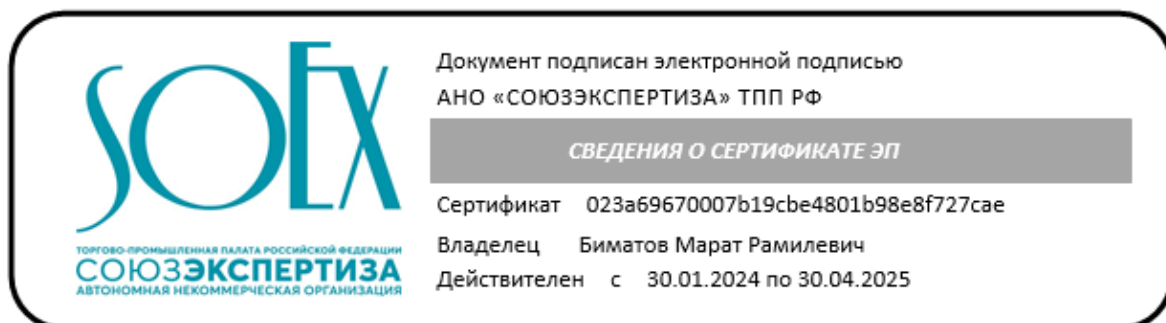 SOEX
ТОРГОВО-ПРОМЫШЛЕННАЯ ПАЛАТА РОССИЙСКОЙ ФЕДЕРАЦИИ
СОЮЗЭКСПЕРТИЗА
АВТОНОМНАЯ НЕКОММЕРЧЕСКАЯ ОРГАНИЗАЦИЯ
Документ подписан электронной подписью
АНО «СОЮЗЭКСПЕРТИЗА» ТПП РФ
СВЕДЕНИЯ О СЕРТИФИКАТЕ ЭП
Сертификат 023a69670007b19cbe4801b98e8f727cae
Владелец Биматов Марат Рамилевич
Действителен с 30.01.2024 по 30.04.2025